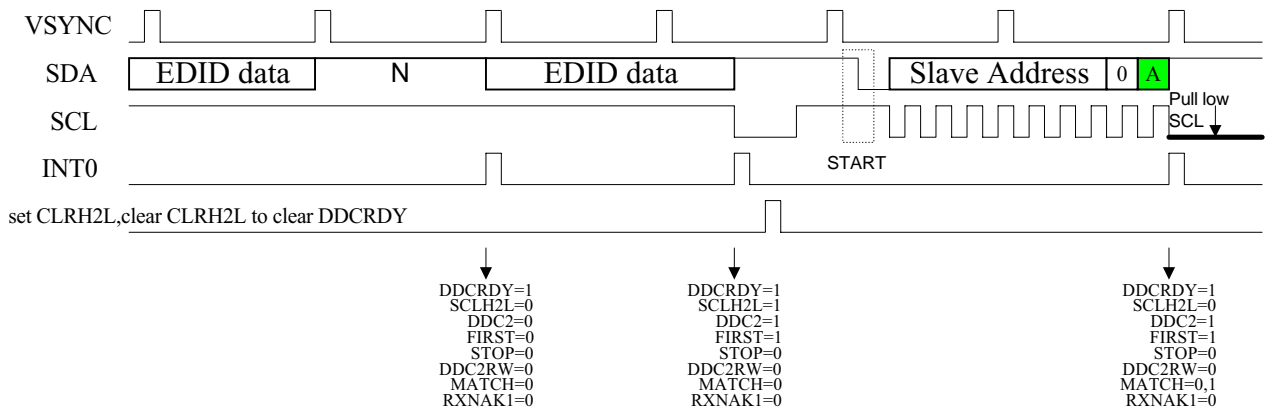 VSYNC
SDA EDID data N EDID data Slave Address 0 A
SCL Pull low
SCL
INT0 START
set CLRH2L,clear CLRH2L to clear DDCRDY
DDCRDY=1 DDCRDY=1 DDCRDY=1
SCLH2L=0 SCLH2L=1 SCLH2L=0
DDC2=0 DDC2=1 DDC2=1
FIRST=0 FIRST=1 FIRST=0
STOP=0 STOP=0 STOP=0
DDC2RW=0 DDC2RW=0 DDC2RW=0
MATCH=0 MATCH=0 MATCH=0,1
RXNAK1=0 RXNAK1=0 RXNAK1=0